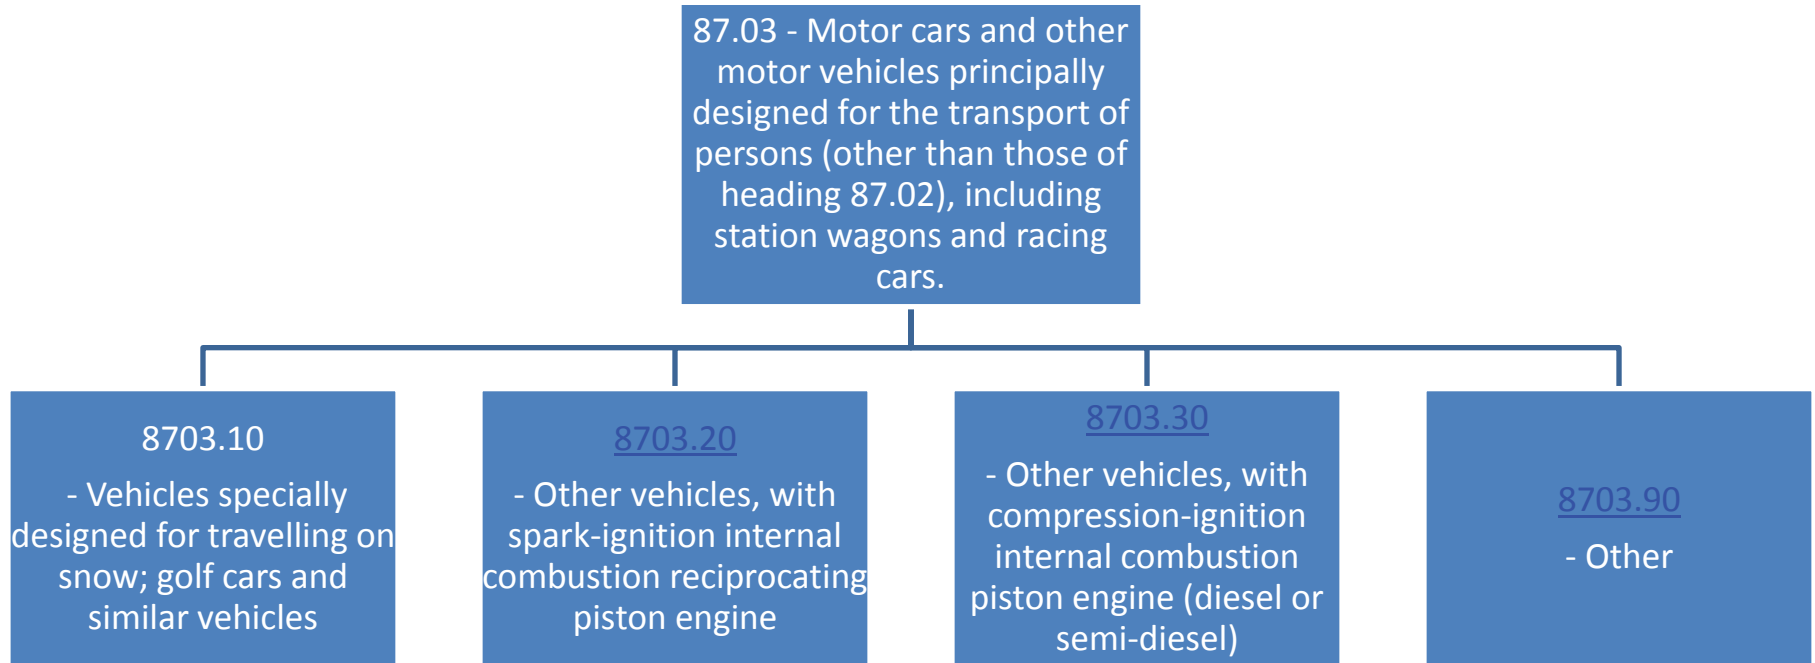 87.03 - Motor cars and other
motor vehicles principally
designed for the transport of
persons (other than those of
heading 87.02), including
station wagons and racing
cars.
8703.10
- Vehicles specially
designed for travelling on
snow; golf cars and
similar vehicles
8703.20
- Other vehicles, with
spark-ignition internal
combustion reciprocating
piston engine
8703.30
- Other vehicles, with
compression-ignition
internal combustion
piston engine (diesel or
semi-diesel)
8703.90
- Other